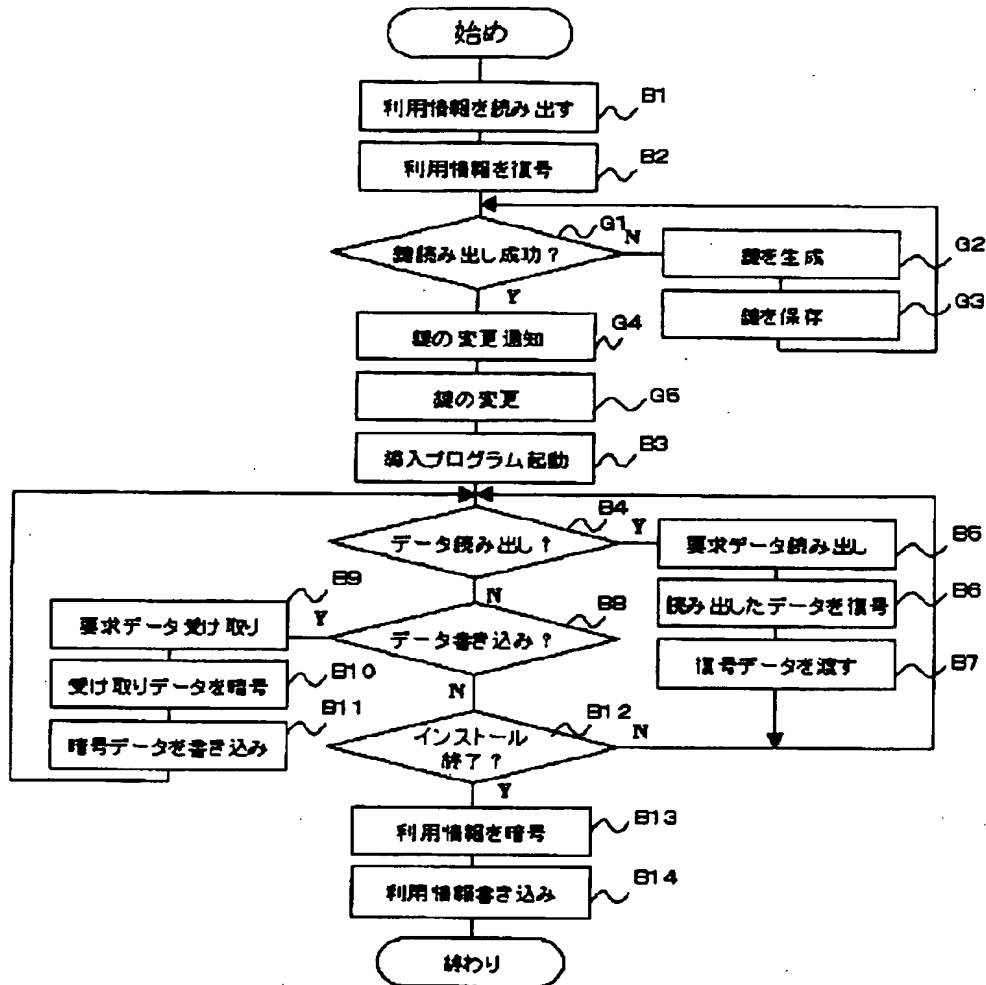 始め
利用情報を読み出す
B1
利用情報を復号
B2
鍵読み出し成功?
G1
N
Y
鍵を生成
G2
鍵を保存
G3
鍵の変更通知
G4
鍵の変更
G5
導入プログラム起動
B3
データ読み出し?
B4
Y
N
要求データ読み出し
B5
読み出したデータを復号
B6
復号データを渡す
B7
データ書き込み?
B8
Y
N
要求データ受け取り
B9
受け取りデータを暗号
B10
暗号データを書き込み
B11
インストール
終了?
B12
N
Y
利用情報を暗号
B13
利用情報書き込み
B14
終わり